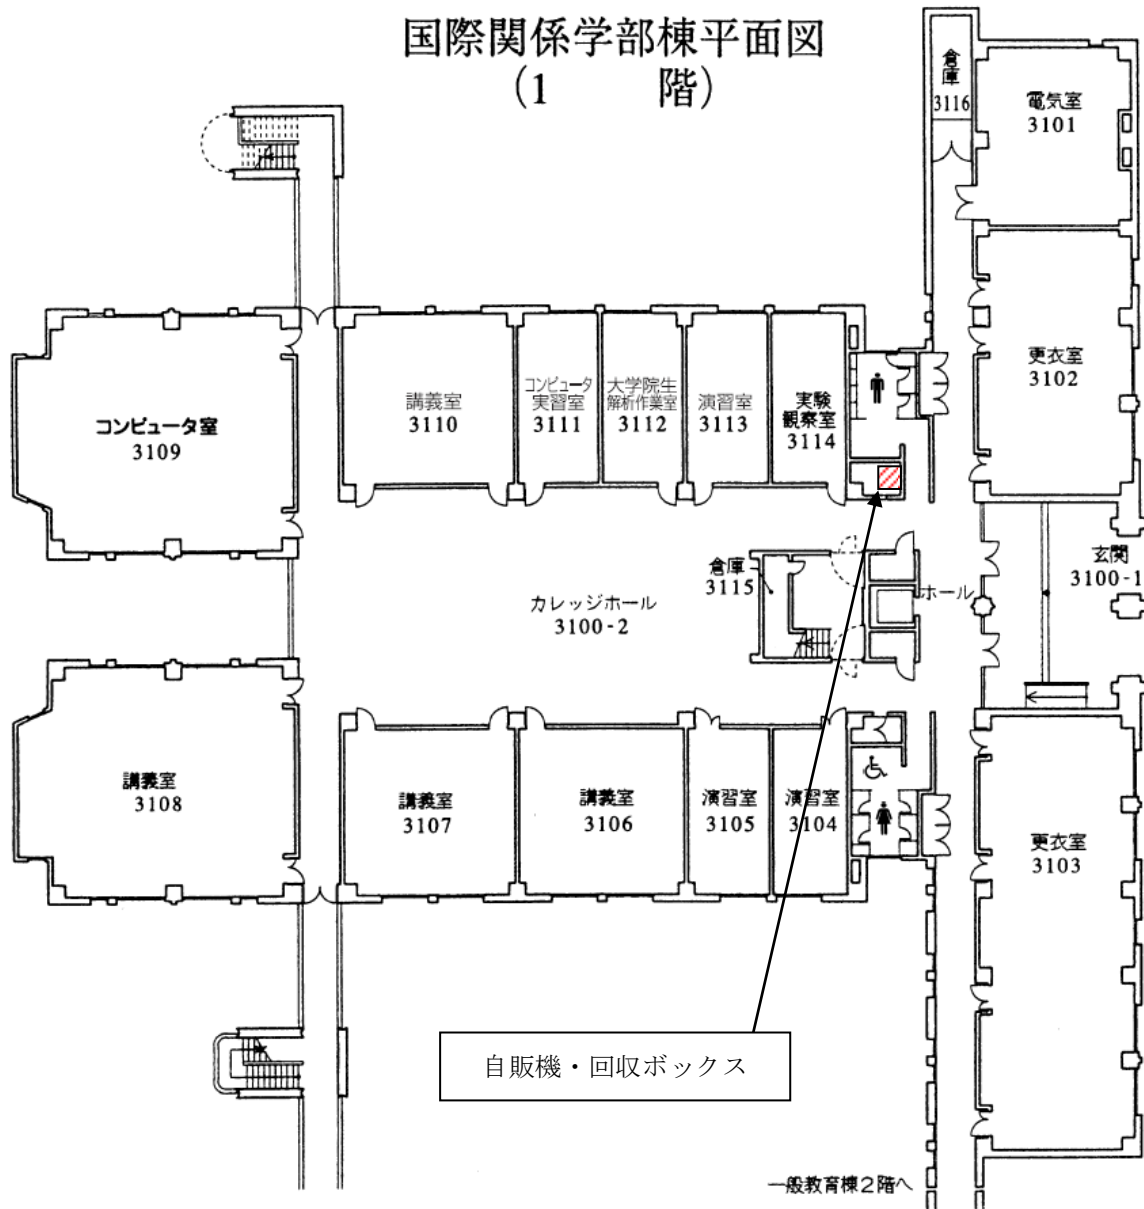 国際関係学部棟平面図
(1 階)
倉庫
3116
電気室
3101
更衣室
3102
コンピュータ室
3109
講義室
3110
コンピュータ
実習室
3111
大学院生
解析作業室
3112
演習室
3113
実験
観察室
3114
倉庫
3115
カレッジホール
3100-2
ホール
玄関
3100-1
講義室
3108
講義室
3107
講義室
3106
演習室
3105
演習室
3104
更衣室
3103
自販機・回収ボックス
一般教育棟2階へ